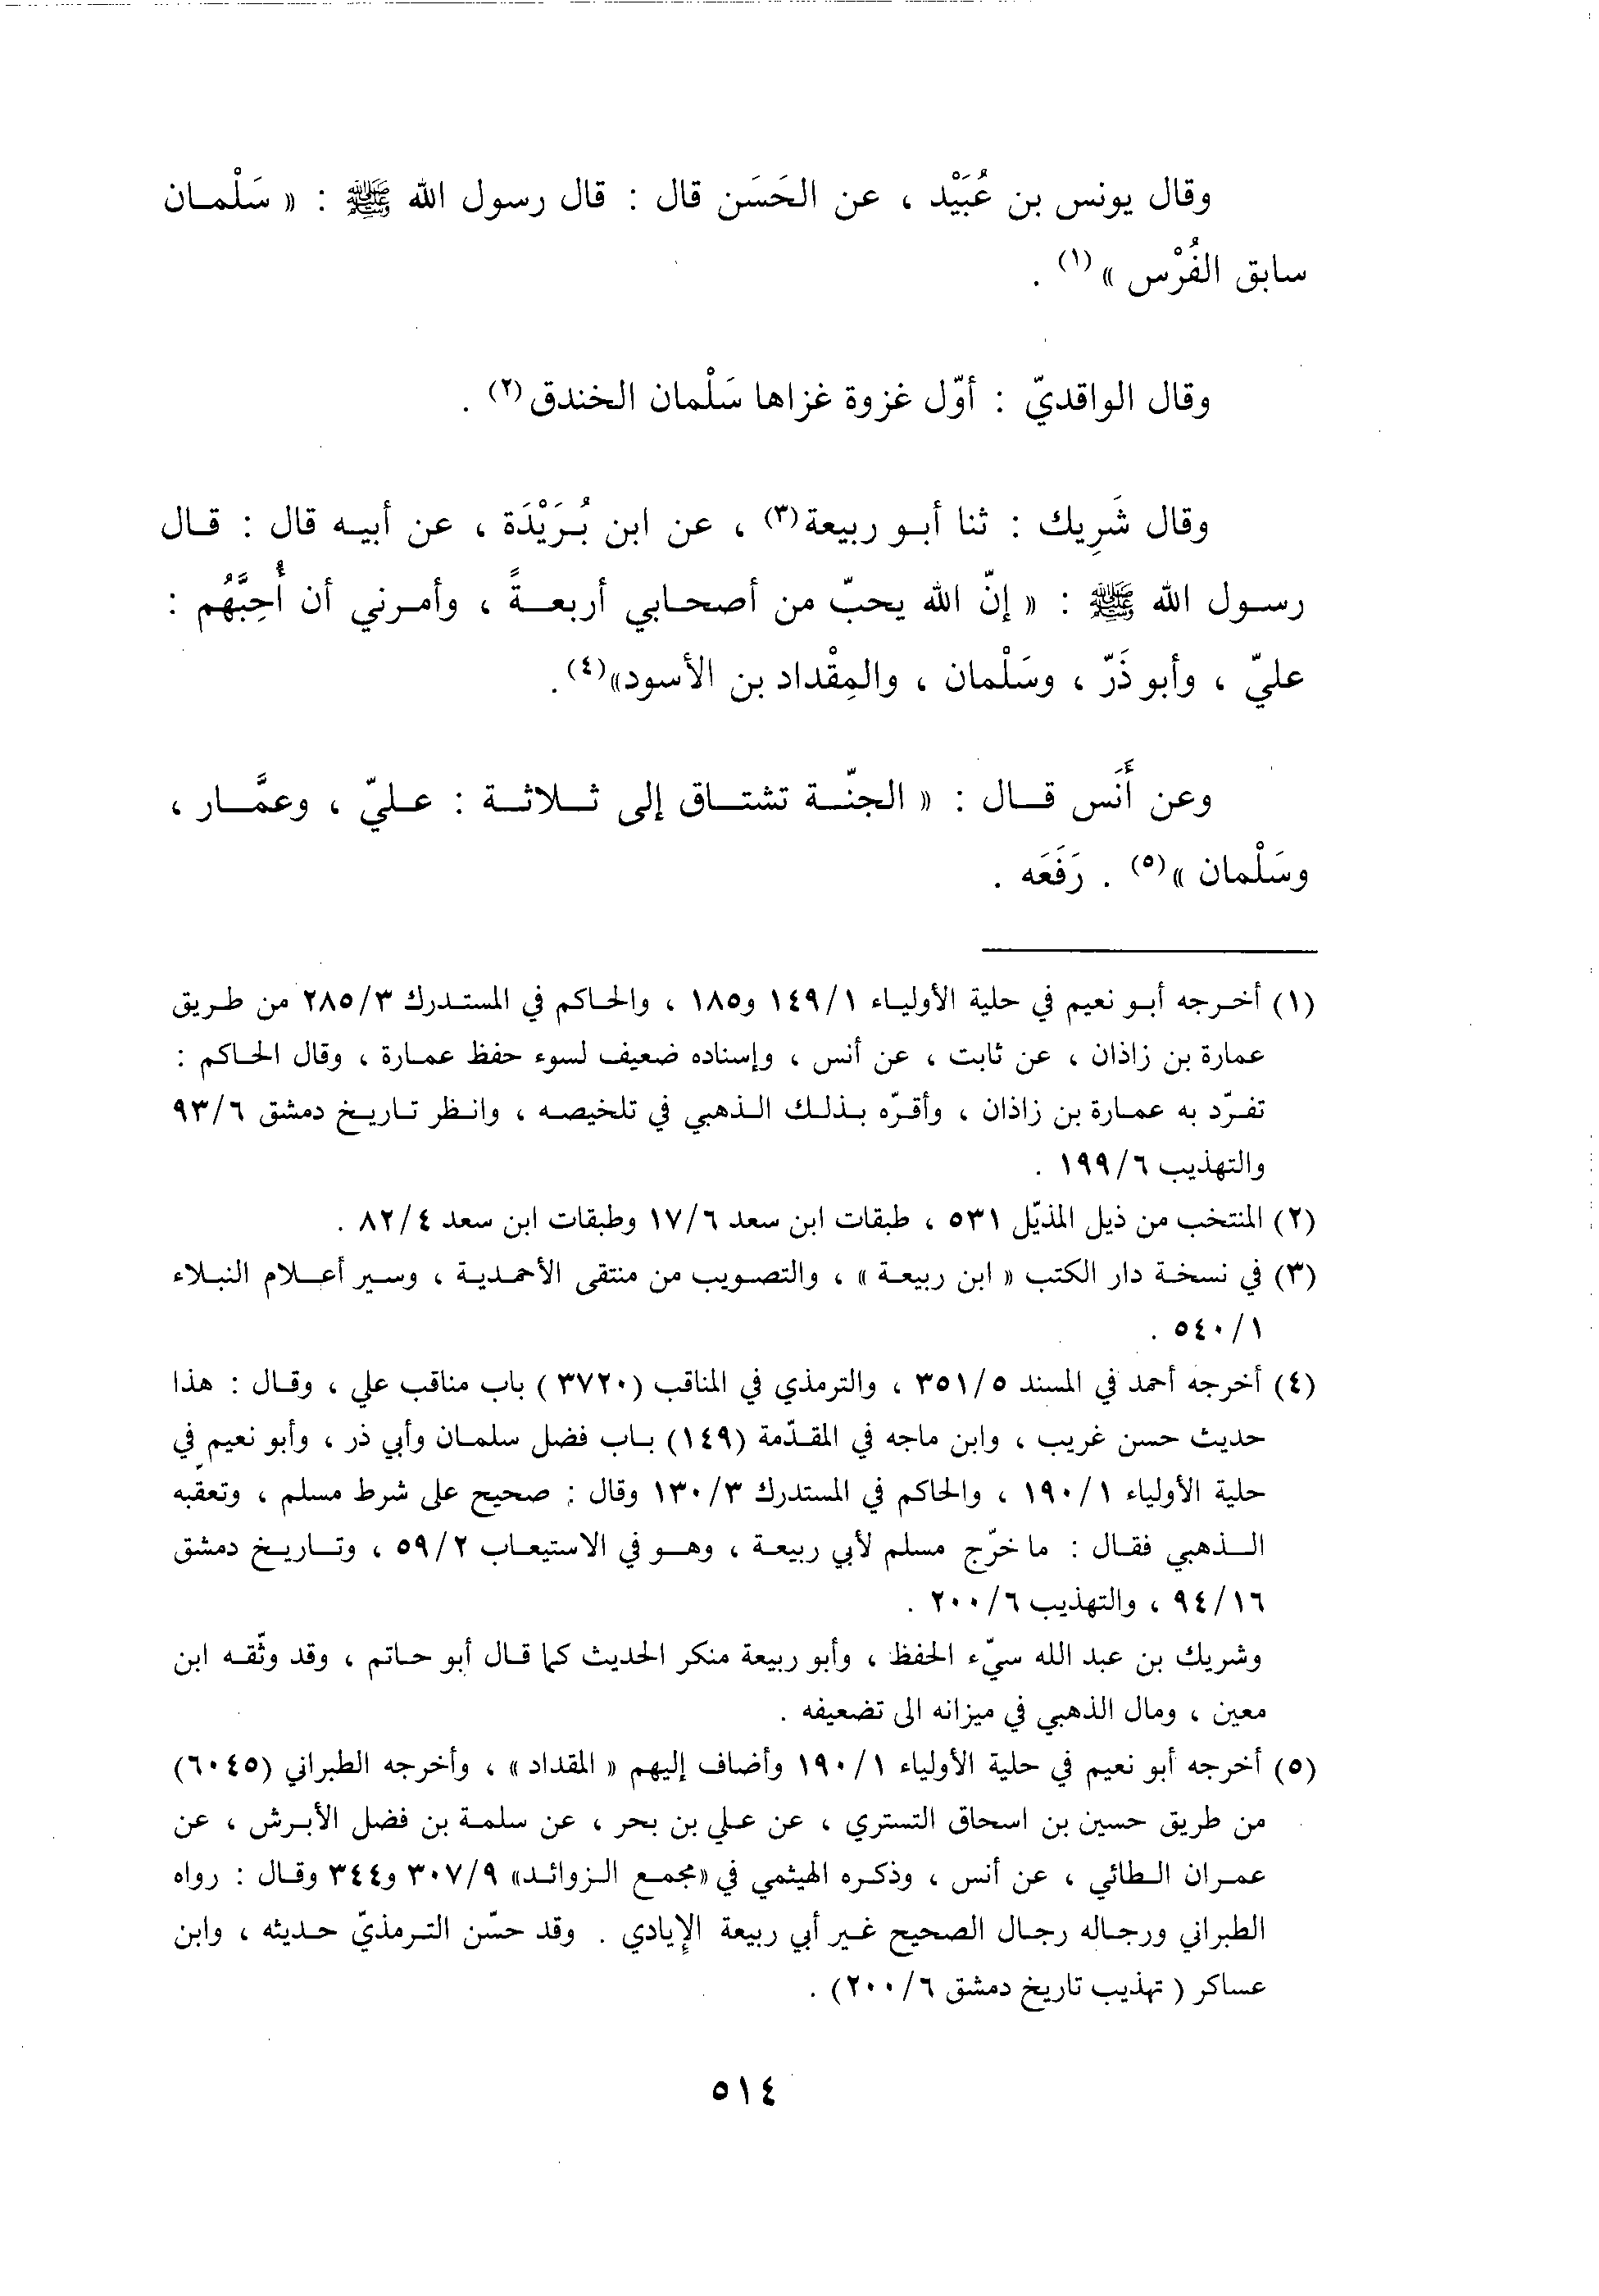 وقال يونس بن عُبَيْد ، عن الحَسَن قال : قال رسول الله ﷺ : « سَلْمان
سابق الفُرْس »(١) .
وقال الواقديّ : أوّل غزوة غزاها سَلْمان الخندق(٢) .
وقال شَرِيك : ثنا أبو ربيعة(٣) ، عن ابن بُرَيْدَة ، عن أبيه قال : قال
رسول الله ﷺ : « إنّ الله يحبّ من أصحابي أربعةً ، وأمرني أن أُحِبَّهُم :
عليّ ، وأبو ذَرّ ، وسَلْمان ، والمِقْداد بن الأسود»(٤).
وعن أَنَس قال : « الجنّة تشتاق إلى ثلاثة : عليّ ، وعمَّار ،
وسَلْمان »(٥) . رَفَعَه .
(١) أخرجه أبو نعيم في حلية الأولياء ١/١٤٩ و١٨٥ ، والحاكم في المستدرك ٣/٢٨٥ من طريق
عمارة بن زاذان ، عن ثابت ، عن أنس ، وإسناده ضعيف لسوء حفظ عمارة ، وقال الحاكم :
تفرّد به عمارة بن زاذان ، وأقرّه بذلك الذهبي في تلخيصه ، وانظر تاريخ دمشق ٦/٩٣
والتهذيب ٦/١٩٩ .
(٢) المنتخب من ذيل المذيّل ٥٣١ ، طبقات ابن سعد ٦/١٧ وطبقات ابن سعد ٤/٨٢ .
(٣) في نسخة دار الكتب « ابن ربيعة » ، والتصويب من منتقى الأحمدية ، وسير أعلام النبلاء
١/٥٤٠ .
(٤) أخرجه أحمد في المسند ٥/٣٥١ ، والترمذي في المناقب (٣٧٢٠) باب مناقب علي ، وقال : هذا
حديث حسن غريب ، وابن ماجه في المقدّمة (١٤٩) باب فضل سلمان وأبي ذر ، وأبو نعيم في
حلية الأولياء ١/١٩٠ ، والحاكم في المستدرك ٣/١٣٠ وقال : صحيح على شرط مسلم ، وتعقّبه
الذهبي فقال : ما خرّج مسلم لأبي ربيعة ، وهو في الاستيعاب ٢/٥٩ ، وتاريخ دمشق
١٦/٩٤ ، والتهذيب ٦/٢٠٠ .
وشريك بن عبد الله سيّء الحفظ ، وأبو ربيعة منكر الحديث كما قال أبو حاتم ، وقد وثّقه ابن
معين ، ومال الذهبي في ميزانه الى تضعيفه .
(٥) أخرجه أبو نعيم في حلية الأولياء ١/١٩٠ وأضاف إليهم « المقداد » ، وأخرجه الطبراني (٦٠٤٥)
من طريق حسين بن اسحاق التستري ، عن علي بن بحر ، عن سلمة بن فضل الأبرش ، عن
عمران الطائي ، عن أنس ، وذكره الهيثمي في «مجمع الزوائد» ٩/٣٠٧ و٣٤٤ وقال : رواه
الطبراني ورجاله رجال الصحيح غير أبي ربيعة الإيادي . وقد حسّن الترمذيّ حديثه ، وابن
عساكر ( تهذيب تاريخ دمشق ٦/٢٠٠) .
٥١٤